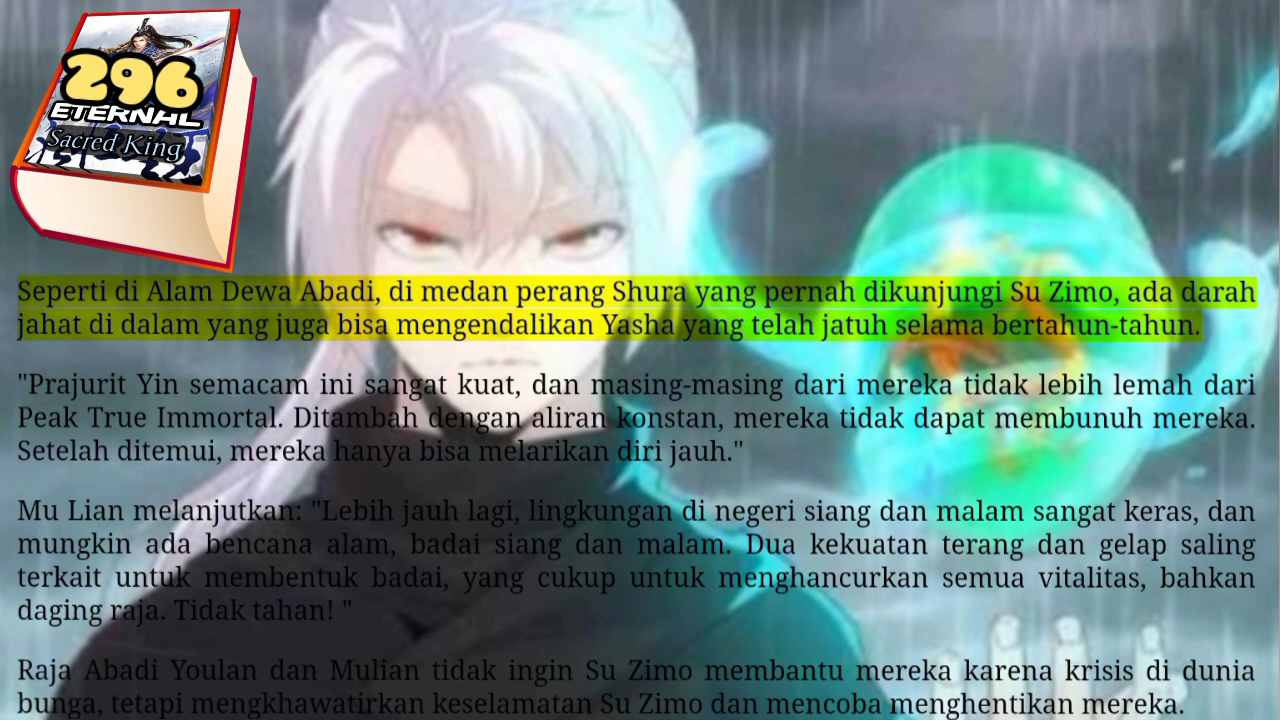 296
ETERNAL
Sacred King
Seperti di Alam Dewa Abadi, di medan perang Shura yang pernah dikunjungi Su Zimo, ada darah
jahat di dalam yang juga bisa mengendalikan Yasha yang telah jatuh selama bertahun-tahun.
"Prajurit Yin semacam ini sangat kuat, dan masing-masing dari mereka tidak lebih lemah dari
Peak True Immortal. Ditambah dengan aliran konstan, mereka tidak dapat membunuh mereka.
Setelah ditemui, mereka hanya bisa melarikan diri jauh."
Mu Lian melanjutkan: "Lebih jauh lagi, lingkungan di negeri siang dan malam sangat keras, dan
mungkin ada bencana alam, badai siang dan malam. Dua kekuatan terang dan gelap saling
terkait untuk membentuk badai, yang cukup untuk menghancurkan semua vitalitas, bahkan
daging raja. Tidak tahan! "
Raja Abadi Youlan dan Mulian tidak ingin Su Zimo membantu mereka karena krisis di dunia
bunga, tetapi mengkhawatirkan keselamatan Su Zimo dan mencoba menghentikan mereka.